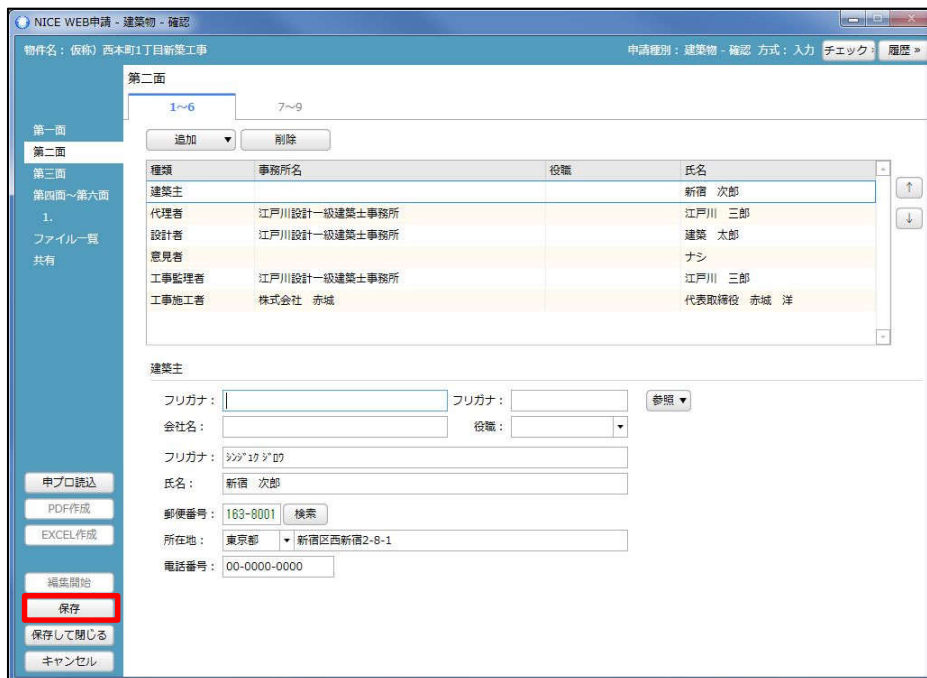 NICE WEB申請 - 建築物 - 確認
物件名： 仮称）西木町1丁目新築工事 申請種別： 建築物 - 確認 方式： 入力 チェック » 履歴 »
第二面
1～6 7～9
第一面
第二面
第三面
第四面～第六面
1.
ファイル一覧
共有
追加 ▼ 削除
種類 事務所名 役職 氏名
建築主 新宿 次郎
代理者 江戸川設計一級建築士事務所 江戸川 三郎
設計者 江戸川設計一級建築士事務所 建築 太郎
意見者 ナシ
工事監理者 江戸川設計一級建築士事務所 江戸川 三郎
工事施工者 株式会社 赤城 代表取締役 赤城 洋
↑
↓
建築主
フリガナ： フリガナ： 参照 ▼
会社名： 役職：
フリガナ： ｼﾝｼﾞｭｸ ｼﾞﾛｳ
氏名： 新宿 次郎
郵便番号： 163-8001 検索
所在地： 東京都 ▼ 新宿区西新宿2-8-1
電話番号： 00-0000-0000
申プロ読込
PDF作成
EXCEL作成
編集開始
保存
保存して閉じる
キャンセル